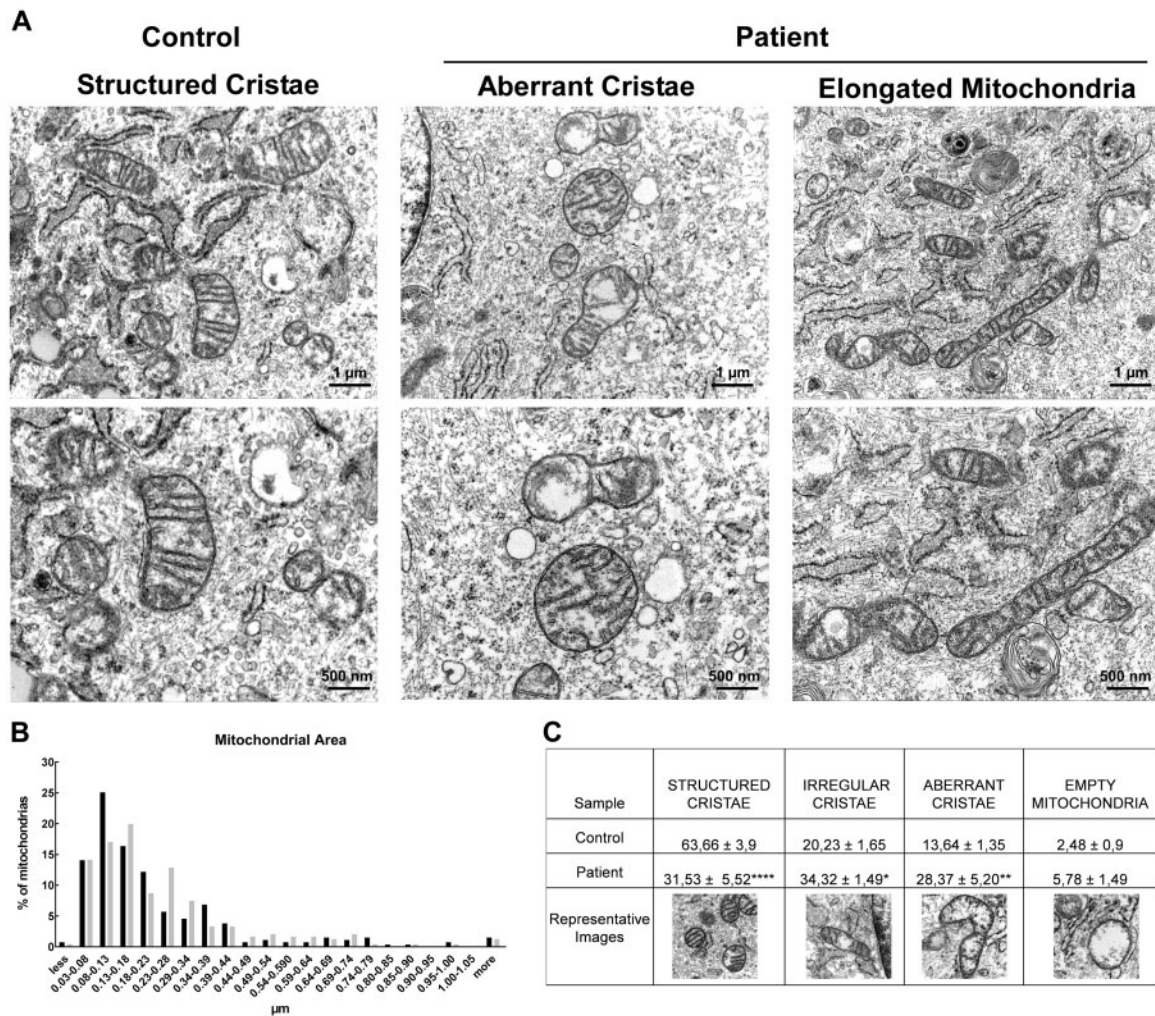 A
Control
Patient
Structured Cristae
Aberrant Cristae
Elongated Mitochondria
1 µm
1 µm
1 µm
500 nm
500 nm
500 nm
B
Mitochondrial Area
% of mitochondrias
30
25
20
15
10
5
0
less
0.03-0.08
0.08-0.13
0.13-0.18
0.18-0.23
0.23-0.28
0.29-0.34
0.34-0.39
0.39-0.44
0.44-0.49
0.49-0.54
0.54-0.590
0.59-0.64
0.64-0.69
0.69-0.74
0.74-0.79
0.80-0.85
0.85-0.90
0.90-0.95
0.95-1.00
1.00-1.05
more
µm
C
Sample
STRUCTURED
CRISTAE
IRREGULAR
CRISTAE
ABERRANT
CRISTAE
EMPTY
MITOCHONDRIA
Control
63,66 ± 3,9
20,23 ± 1,65
13,64 ± 1,35
2,48 ± 0,9
Patient
31,53 ± 5,52****
34,32 ± 1,49*
28,37 ± 5,20**
5,78 ± 1,49
Representative
Images